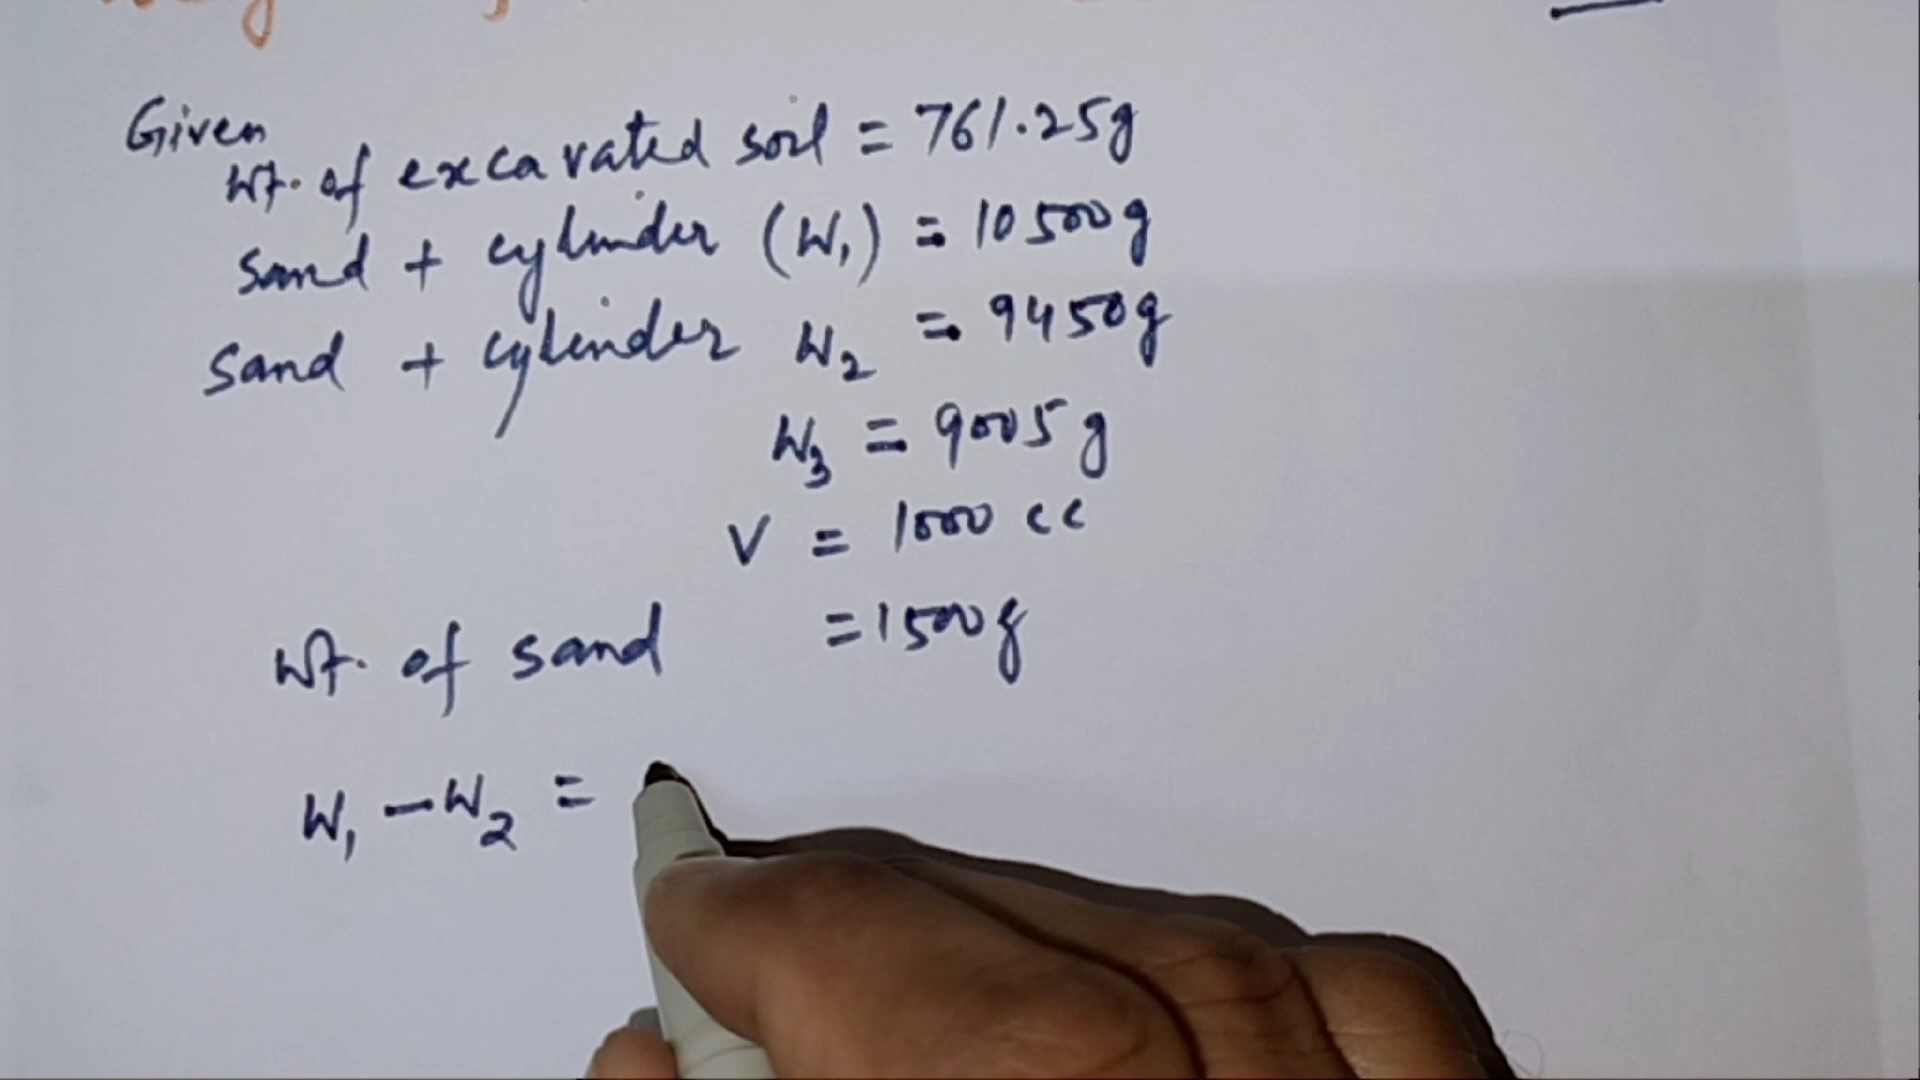 Given
Wt. of excavated soil = 761.25g
Sand + cylinder (W1) = 10500g
Sand + cylinder W2 = 9450g
W3 = 9005g
V = 1000 cc
Wt. of sand = 1500g
W1 - W2 =